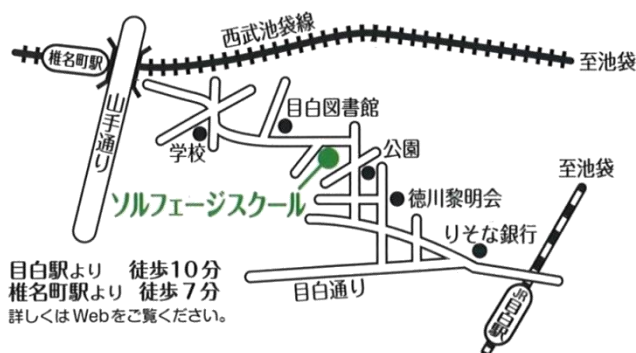 西武池袋線
至池袋
椎名町駅
山手通り
目白図書館
学校
公園
至池袋
ソルフェージスクール
徳川黎明会
りそな銀行
目白駅より 徒歩10分
椎名町駅より 徒歩7分
詳しくはWebをご覧ください。
目白通り
JR目白駅